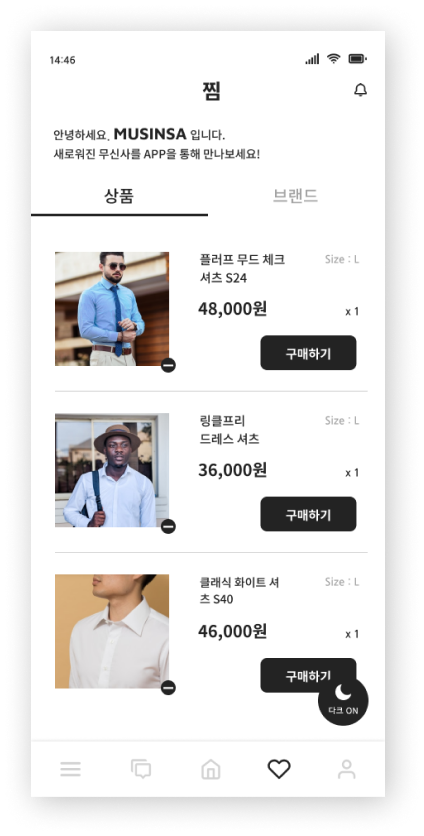 14:46
찜
안녕하세요. MUSINSA 입니다.
새로워진 무신사를 APP을 통해 만나보세요!
상품 브랜드
플러프 무드 체크 Size : L
셔츠 S24
48,000원 x 1
구매하기
링클프리 Size : L
드레스 셔츠
36,000원 x 1
구매하기
클래식 화이트 셔 Size : L
츠 S40
46,000원 x 1
구매하기
다크 ON